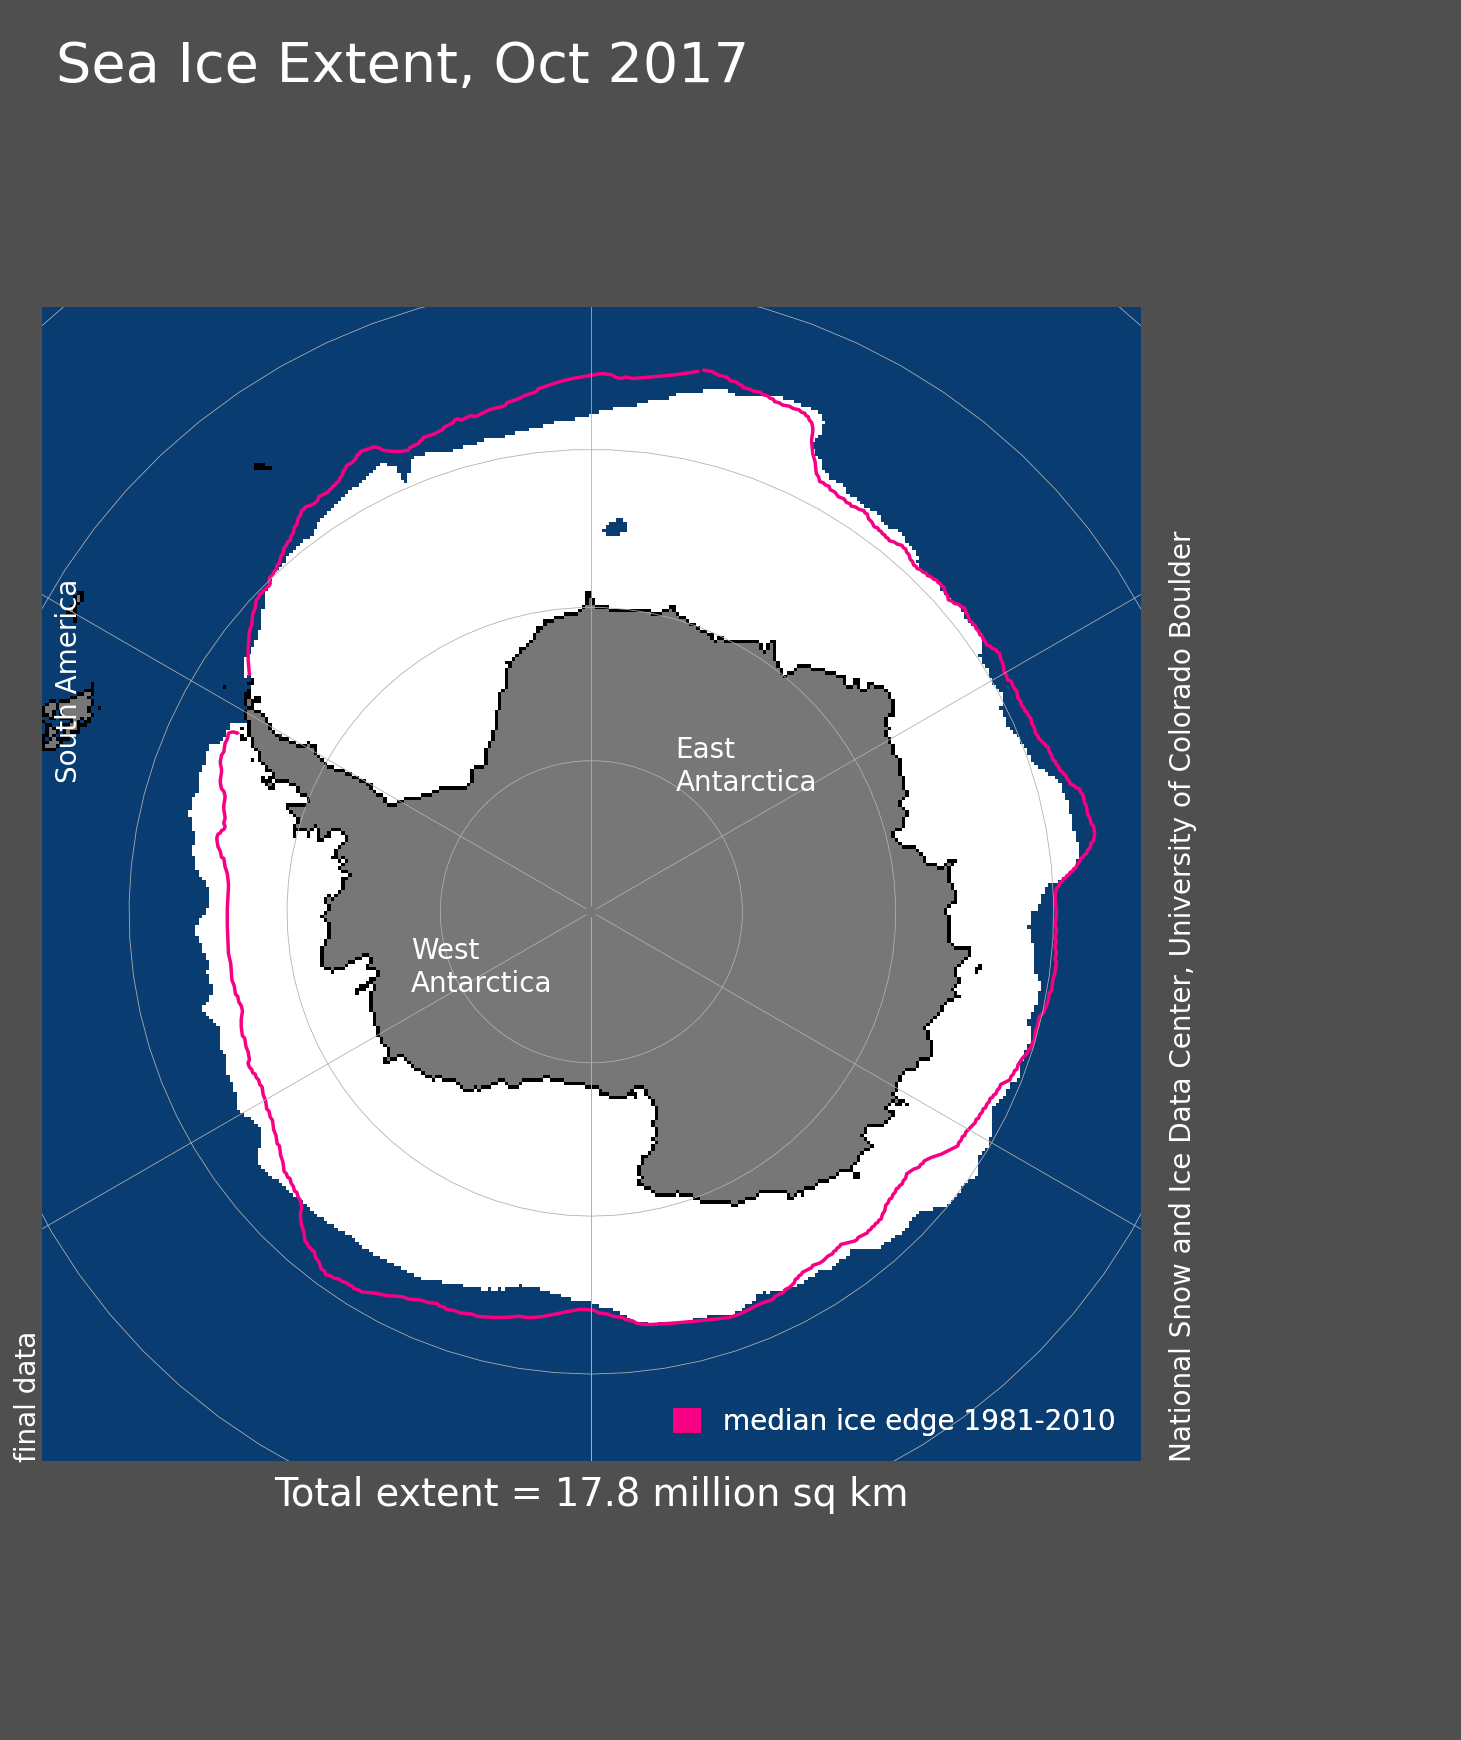 Sea Ice Extent, Oct 2017
South America
East
Antarctica
West
Antarctica
final data
National Snow and Ice Data Center, University of Colorado Boulder
median ice edge 1981-2010
Total extent = 17.8 million sq km